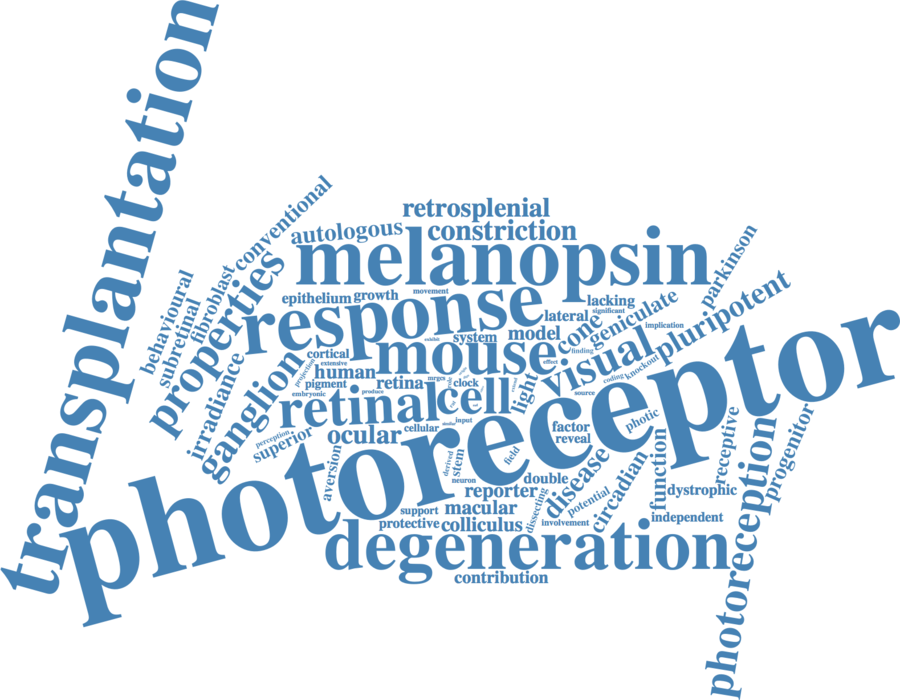 transplantation
photoreceptor
conventional
retrosplenial
autologous
constriction
melanopsin
parkinson
behavioural
subretinal
fibroblast
properties
epithelium
growth
movement
response
lateral
lacking
significant
geniculate
implication
pluripotent
system
model
cone
exhibit
finding
mouse
effect
visual
knockout
coding
source
irradiance
ganglion
cortical
extensive
projection
human
pigment
retina
mrges
clock
embryonic
produce
retinal
cell
light
input
cellular
ocular
perception
superior
aversion
derived
stem
neuron
field
factor
reveal
photic
disease
double
reporter
dissecting
potential
circadian
function
receptive
dystrophic
progenitor
photoreception
support
macular
protective
colliculus
involvement
independent
degeneration
contribution